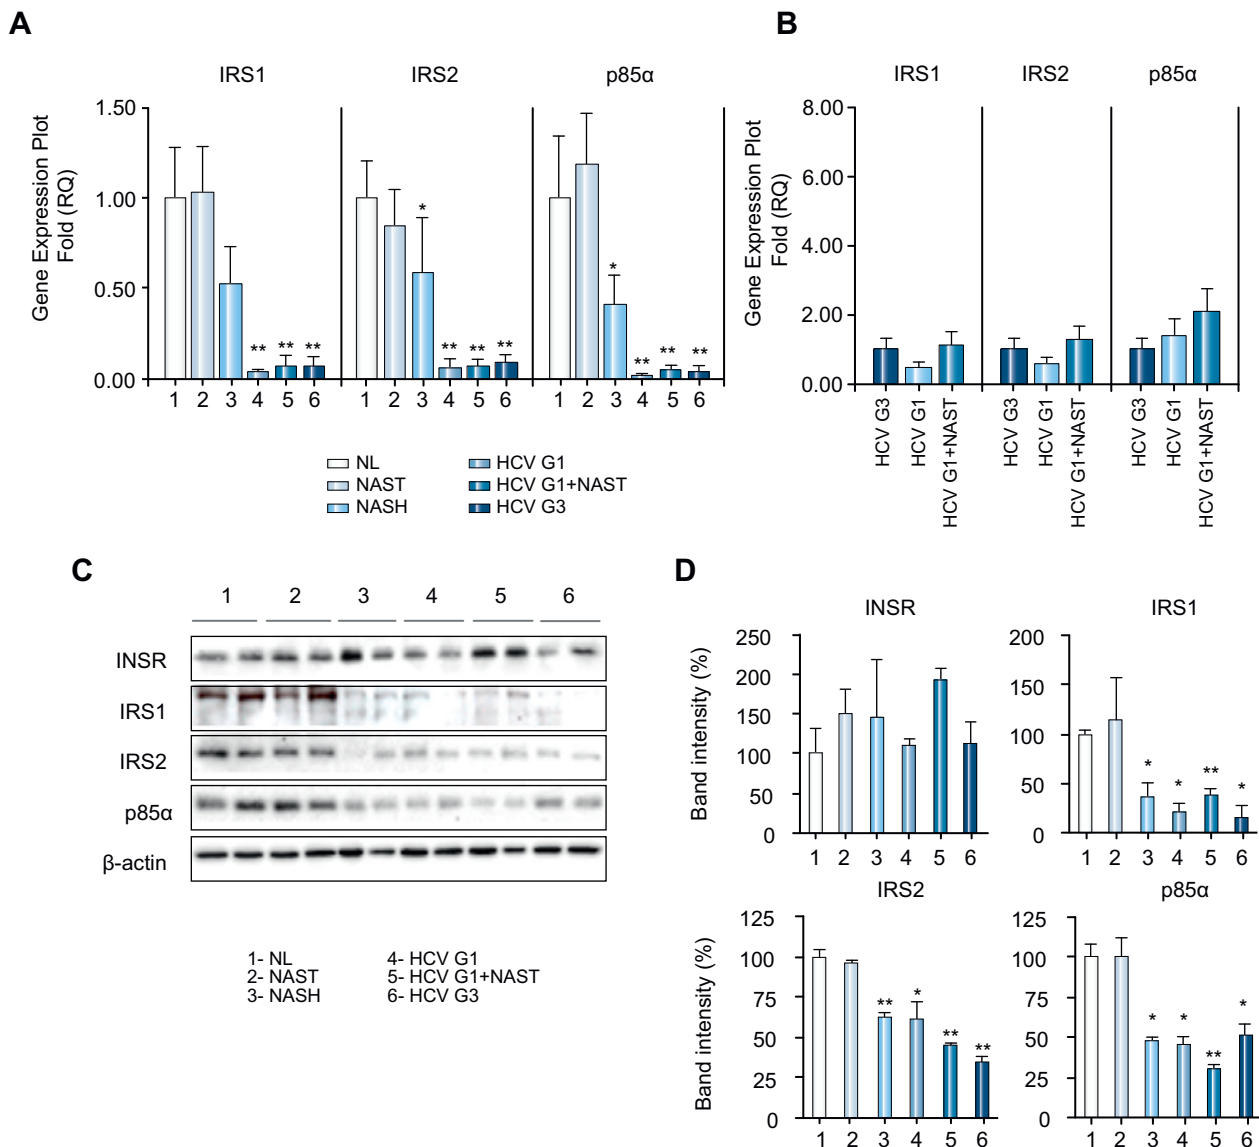 A
IRS1
IRS2
p85α
Gene Expression Plot
Fold (RQ)
1.50
1.00
0.50
0.00
**
**
**
*
**
**
**
*
**
**
**
1 2 3 4 5 6
1 2 3 4 5 6
1 2 3 4 5 6
NL
NAST
NASH
HCV G1
HCV G1+NAST
HCV G3
B
IRS1
IRS2
p85α
Gene Expression Plot
Fold (RQ)
8.00
6.00
4.00
2.00
0.00
HCV G3
HCV G1
HCV G1+NAST
HCV G3
HCV G1
HCV G1+NAST
HCV G3
HCV G1
HCV G1+NAST
C
1 2 3 4 5 6
INSR
IRS1
IRS2
p85α
β-actin
1- NL
2- NAST
3- NASH
4- HCV G1
5- HCV G1+NAST
6- HCV G3
D
INSR
Band intensity (%)
250
200
150
100
50
0
1 2 3 4 5 6
IRS1
200
150
100
50
0
*
*
**
*
1 2 3 4 5 6
IRS2
Band intensity (%)
125
100
75
50
25
0
**
*
**
**
1 2 3 4 5 6
p85α
125
100
75
50
25
0
*
*
**
*
1 2 3 4 5 6